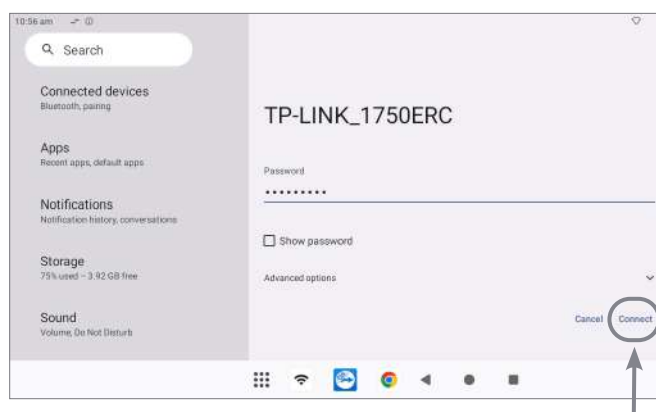 10:56 am
Search
Connected devices
Bluetooth, pairing
Apps
Recent apps, default apps
Notifications
Notification history, conversations
Storage
75% used – 3.92 GB free
Sound
Volume, Do Not Disturb
TP-LINK_1750ERC
Password
•••••••••
Show password
Advanced options
Cancel Connect